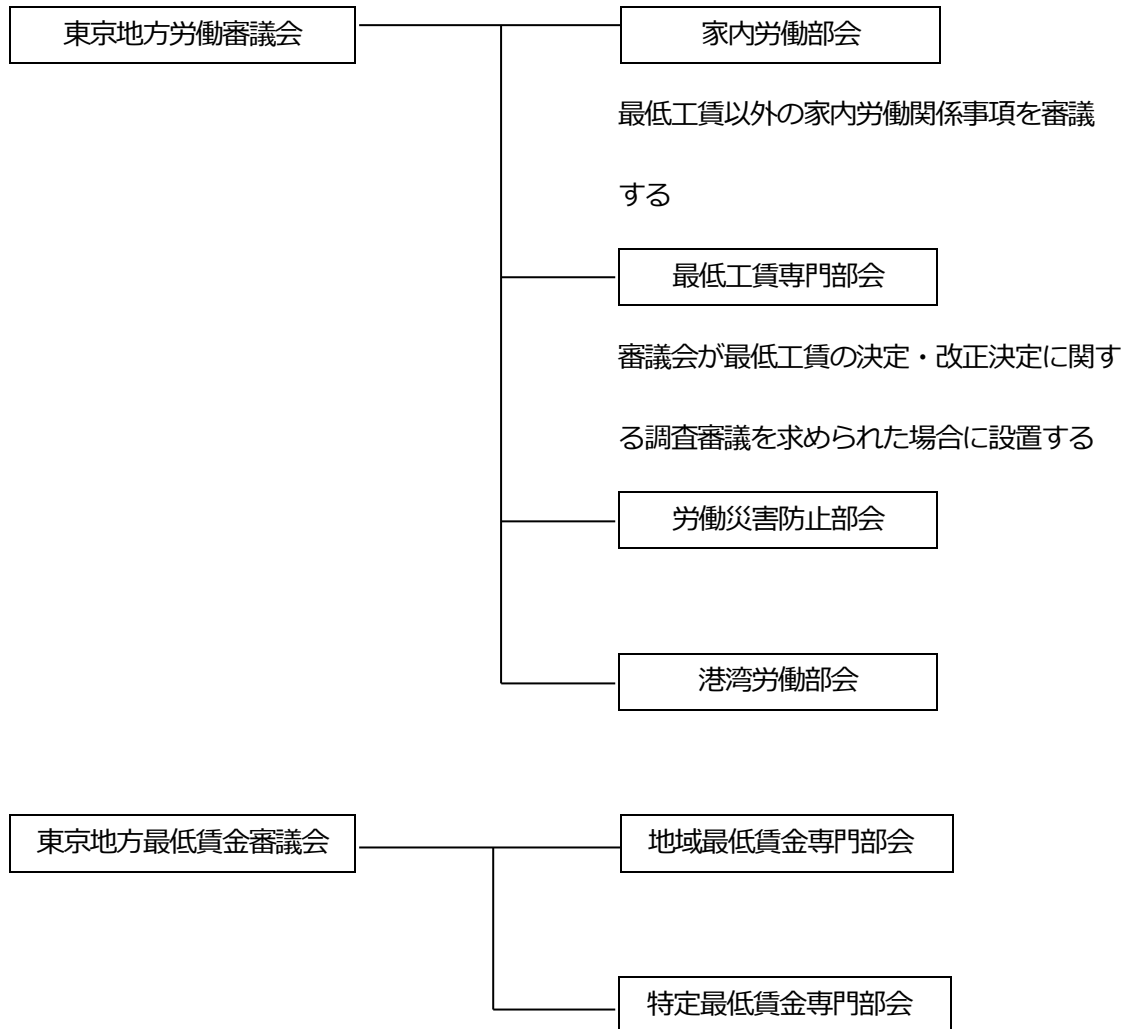 東京地方労働審議会
家内労働部会
最低工賃以外の家内労働関係事項を審議
する
最低工賃専門部会
審議会が最低工賃の決定・改正決定に関す
る調査審議を求められた場合に設置する
労働災害防止部会
港湾労働部会
東京地方最低賃金審議会
地域最低賃金専門部会
特定最低賃金専門部会